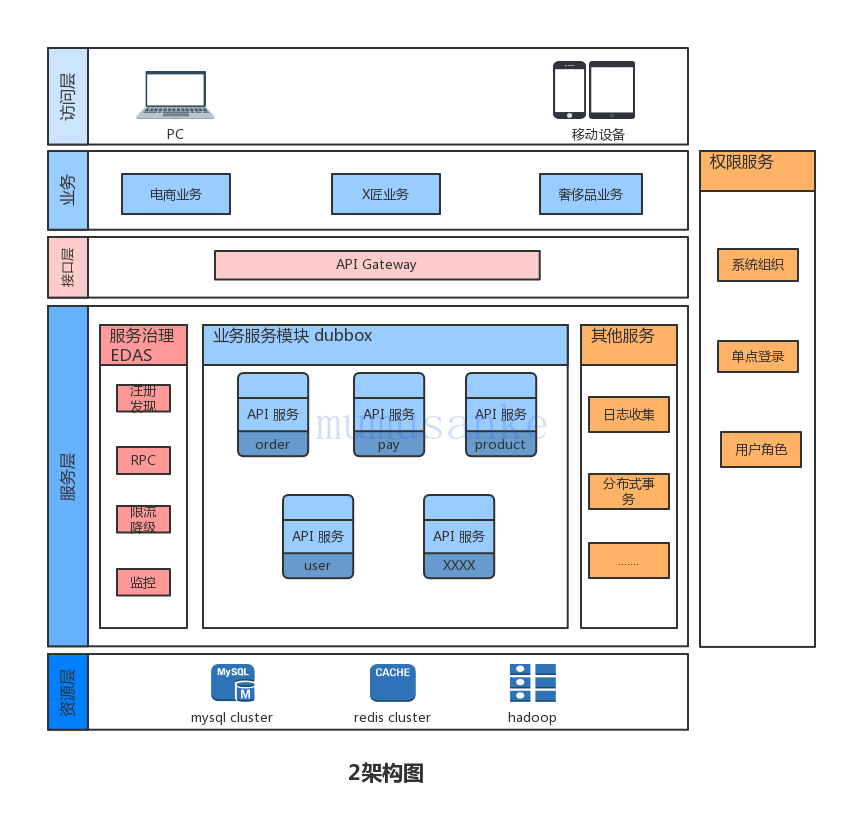 访问层
PC
移动设备
业务
电商业务
X匠业务
奢侈品业务
接口层
API Gateway
权限服务
系统组织
单点登录
用户角色
服务层
服务治理
EDAS
注册
发现
RPC
限流
降级
监控
业务服务模块 dubbox
API 服务
order
API 服务
pay
API 服务
product
mumusanke
API 服务
user
API 服务
XXXX
其他服务
日志收集
分布式事
务
.......
资源层
MySQL
M
mysql cluster
CACHE
redis cluster
hadoop
2架构图